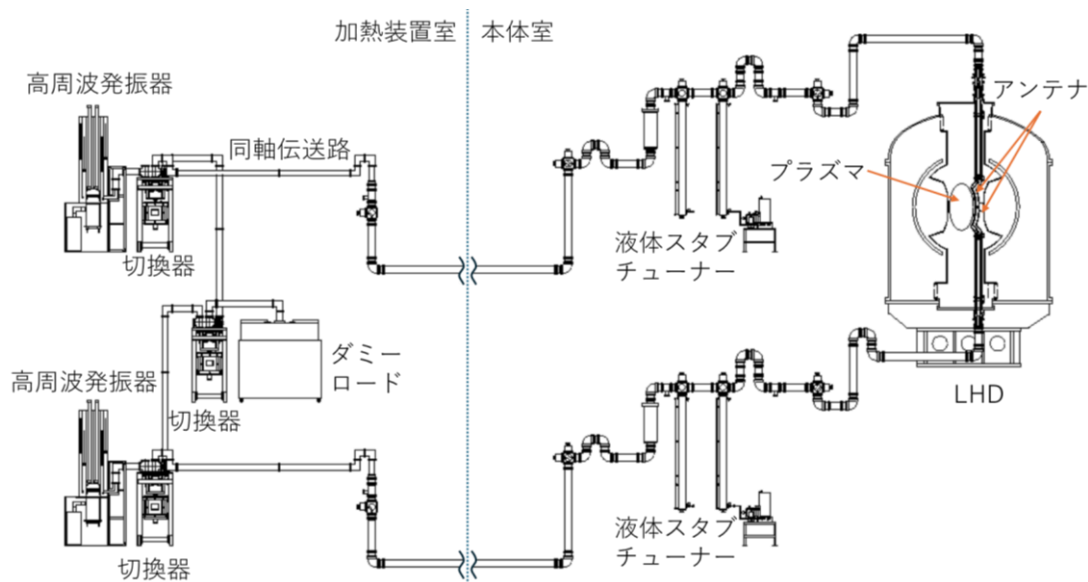 加熱装置室
本体室
高周波発振器
同軸伝送路
切換器
アンテナ
プラズマ
液体スタブ
チューナー
LHD
ダミー
ロード
高周波発振器
切換器
切換器
液体スタブ
チューナー